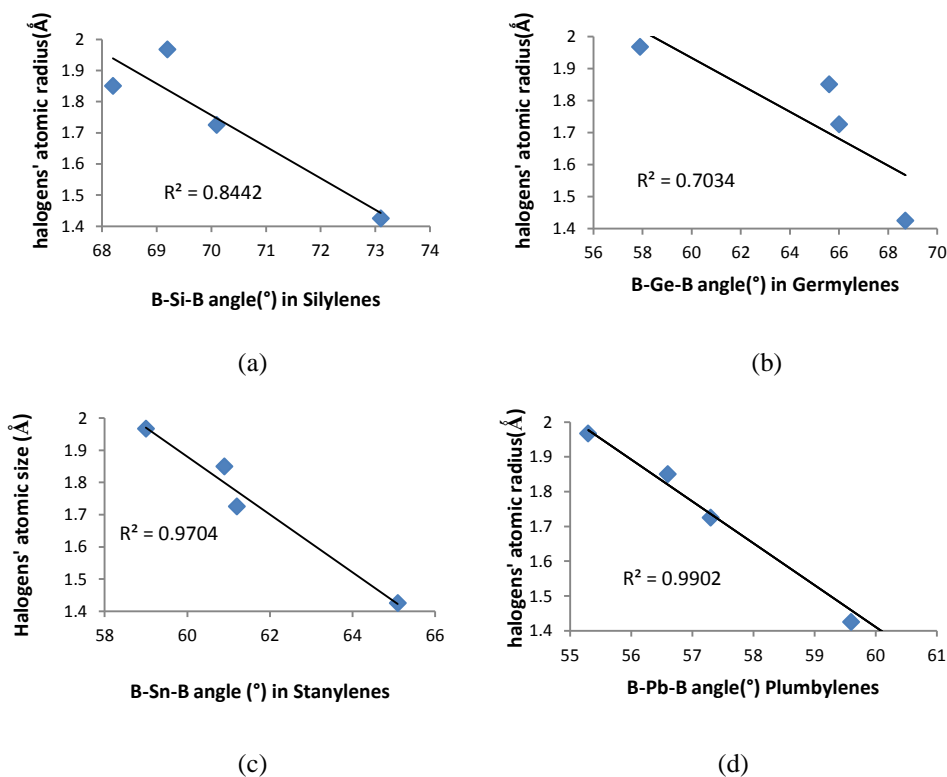 halogens' atomic radius(Å)
2
1.9
1.8
1.7
1.6
1.5
1.4
R² = 0.8442
68 69 70 71 72 73 74
B-Si-B angle(°) in Silylenes
(a)
halogens' atomic radius(Å)
2
1.9
1.8
1.7
1.6
1.5
1.4
R² = 0.7034
56 58 60 62 64 66 68 70
B-Ge-B angle(°) in Germylenes
(b)
Halogens' atomic size (Å)
2
1.9
1.8
1.7
1.6
1.5
1.4
R² = 0.9704
58 60 62 64 66
B-Sn-B angle (°) in Stanylenes
(c)
halogens' atomic radius(Å)
2
1.9
1.8
1.7
1.6
1.5
1.4
R² = 0.9902
55 56 57 58 59 60 61
B-Pb-B angle(°) Plumbylenes
(d)